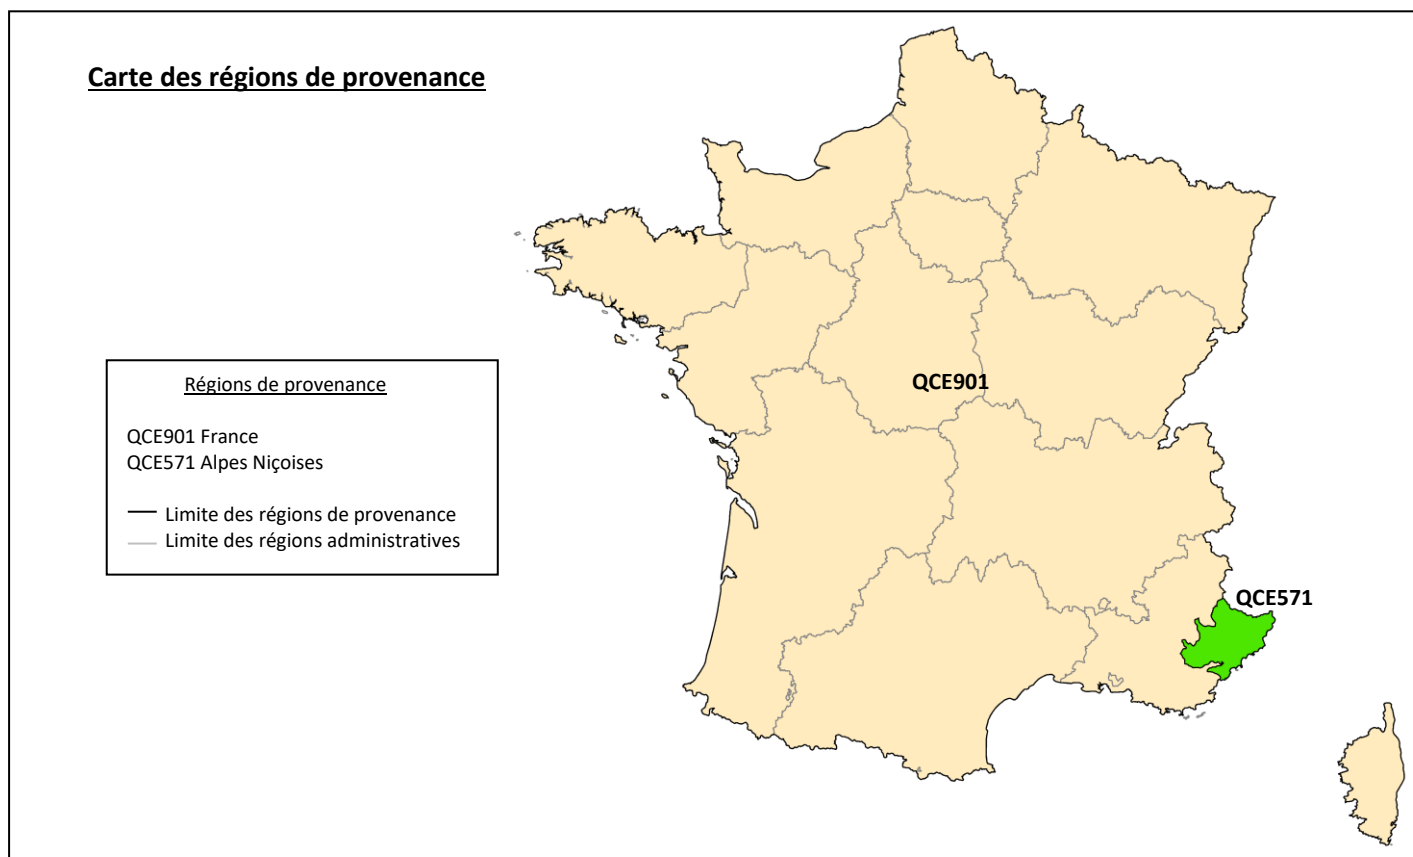 Carte des régions de provenance
QCE901
QCE571
Régions de provenance
QCE901 France
QCE571 Alpes Niçoises
Limite des régions de provenance
Limite des régions administratives